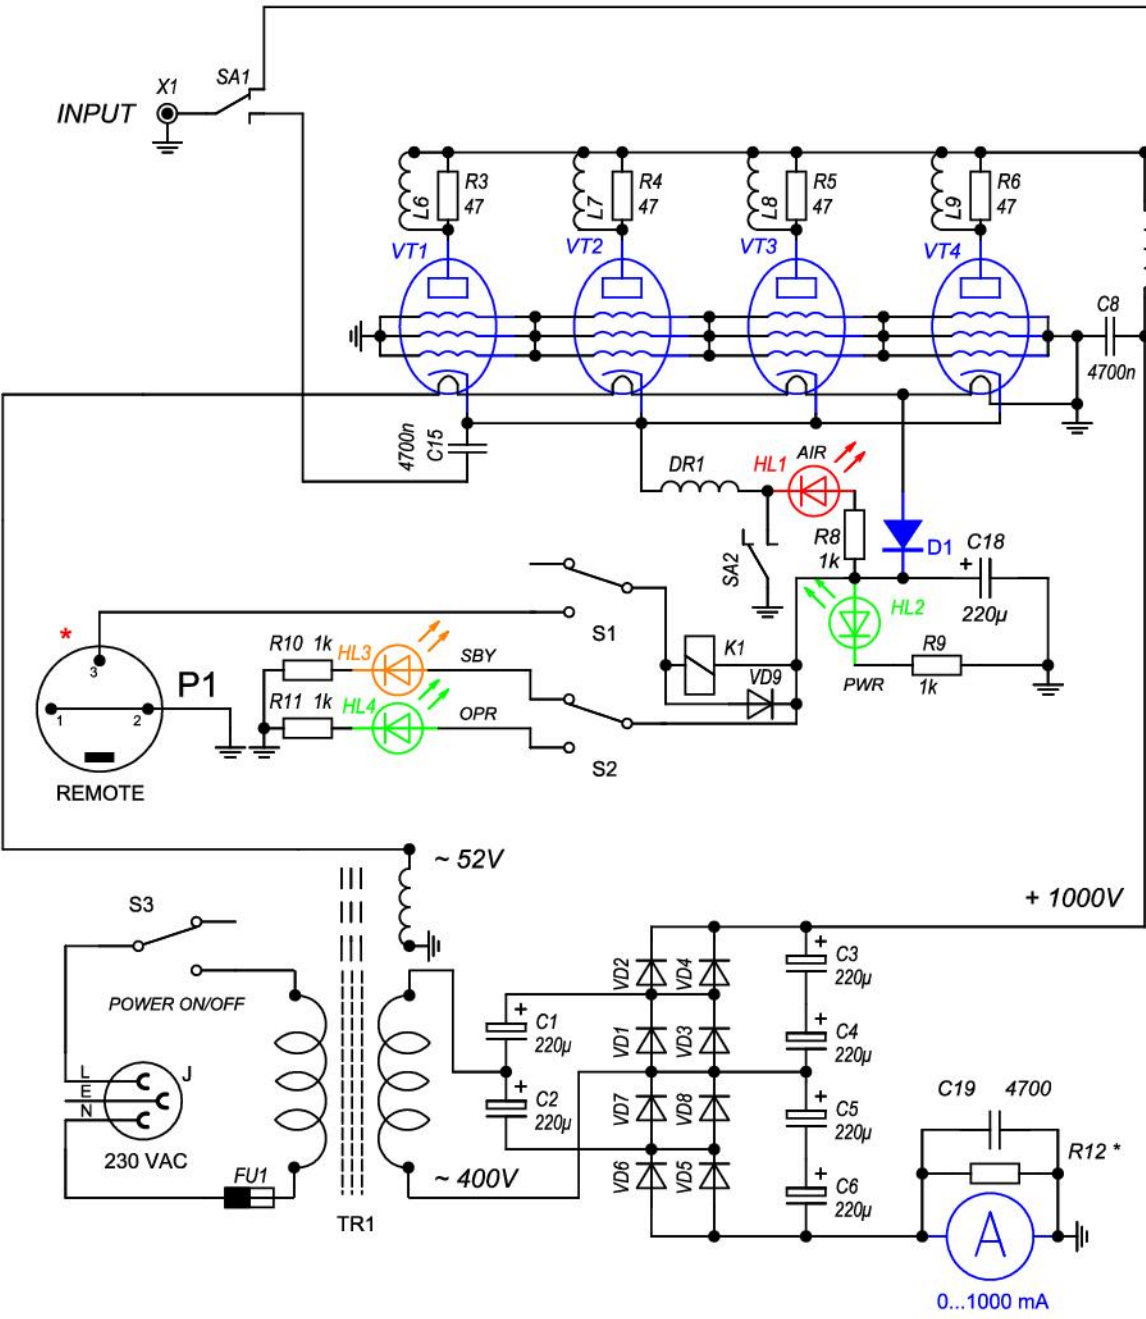 X1
SA1
INPUT
L6
R3
47
L7
R4
47
L8
R5
47
L9
R6
47
VT1
VT2
VT3
VT4
C8
4700n
4700n
C15
DR1
HL1
AIR
R8
1k
SA2
D1
C18
+
220µ
HL2
S1
*
3
1
2
P1
REMOTE
R10 1k
HL3
SBY
R11 1k
HL4
OPR
K1
VD9
PWR
R9
1k
S2
~ 52V
+ 1000V
S3
POWER ON/OFF
L
E
N
J
230 VAC
FU1
TR1
~ 400V
+
C1
220µ
+
C2
220µ
VD2
VD4
VD1
VD3
VD7
VD8
VD6
VD5
+
C3
220µ
+
C4
220µ
+
C5
220µ
+
C6
220µ
C19 4700
R12 *
A
0...1000 mA